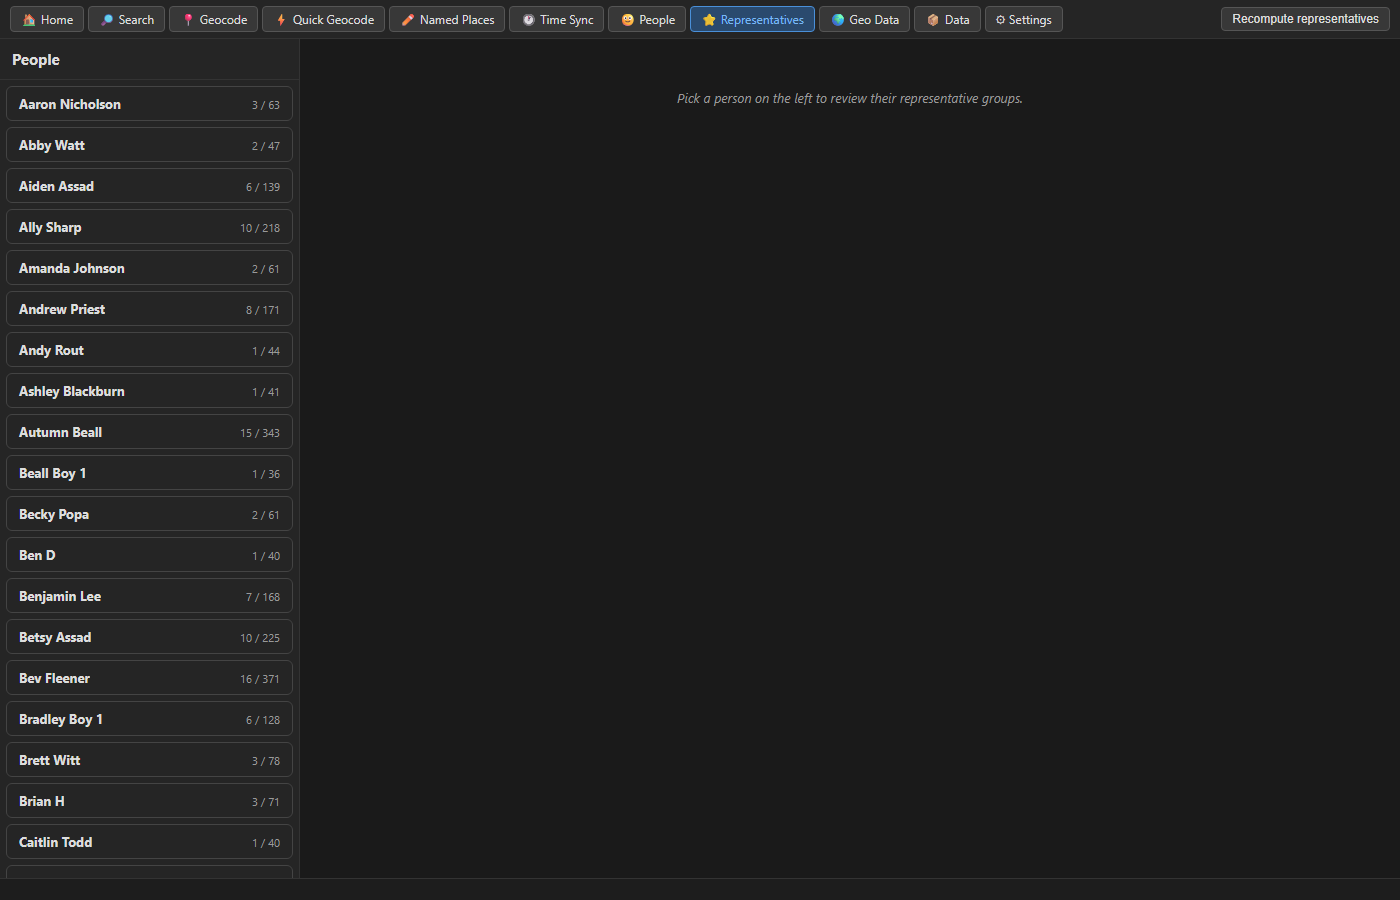 Home Search Geocode Quick Geocode Named Places Time Sync People Representatives Geo Data Data Settings Recompute representatives
People
Pick a person on the left to review their representative groups.
Aaron Nicholson 3 / 63
Abby Watt 2 / 47
Aiden Assad 6 / 139
Ally Sharp 10 / 218
Amanda Johnson 2 / 61
Andrew Priest 8 / 171
Andy Rout 1 / 44
Ashley Blackburn 1 / 41
Autumn Beall 15 / 343
Beall Boy 1 1 / 36
Becky Popa 2 / 61
Ben D 1 / 40
Benjamin Lee 7 / 168
Betsy Assad 10 / 225
Bev Fleener 16 / 371
Bradley Boy 1 6 / 128
Brett Witt 3 / 78
Brian H 3 / 71
Caitlin Todd 1 / 40